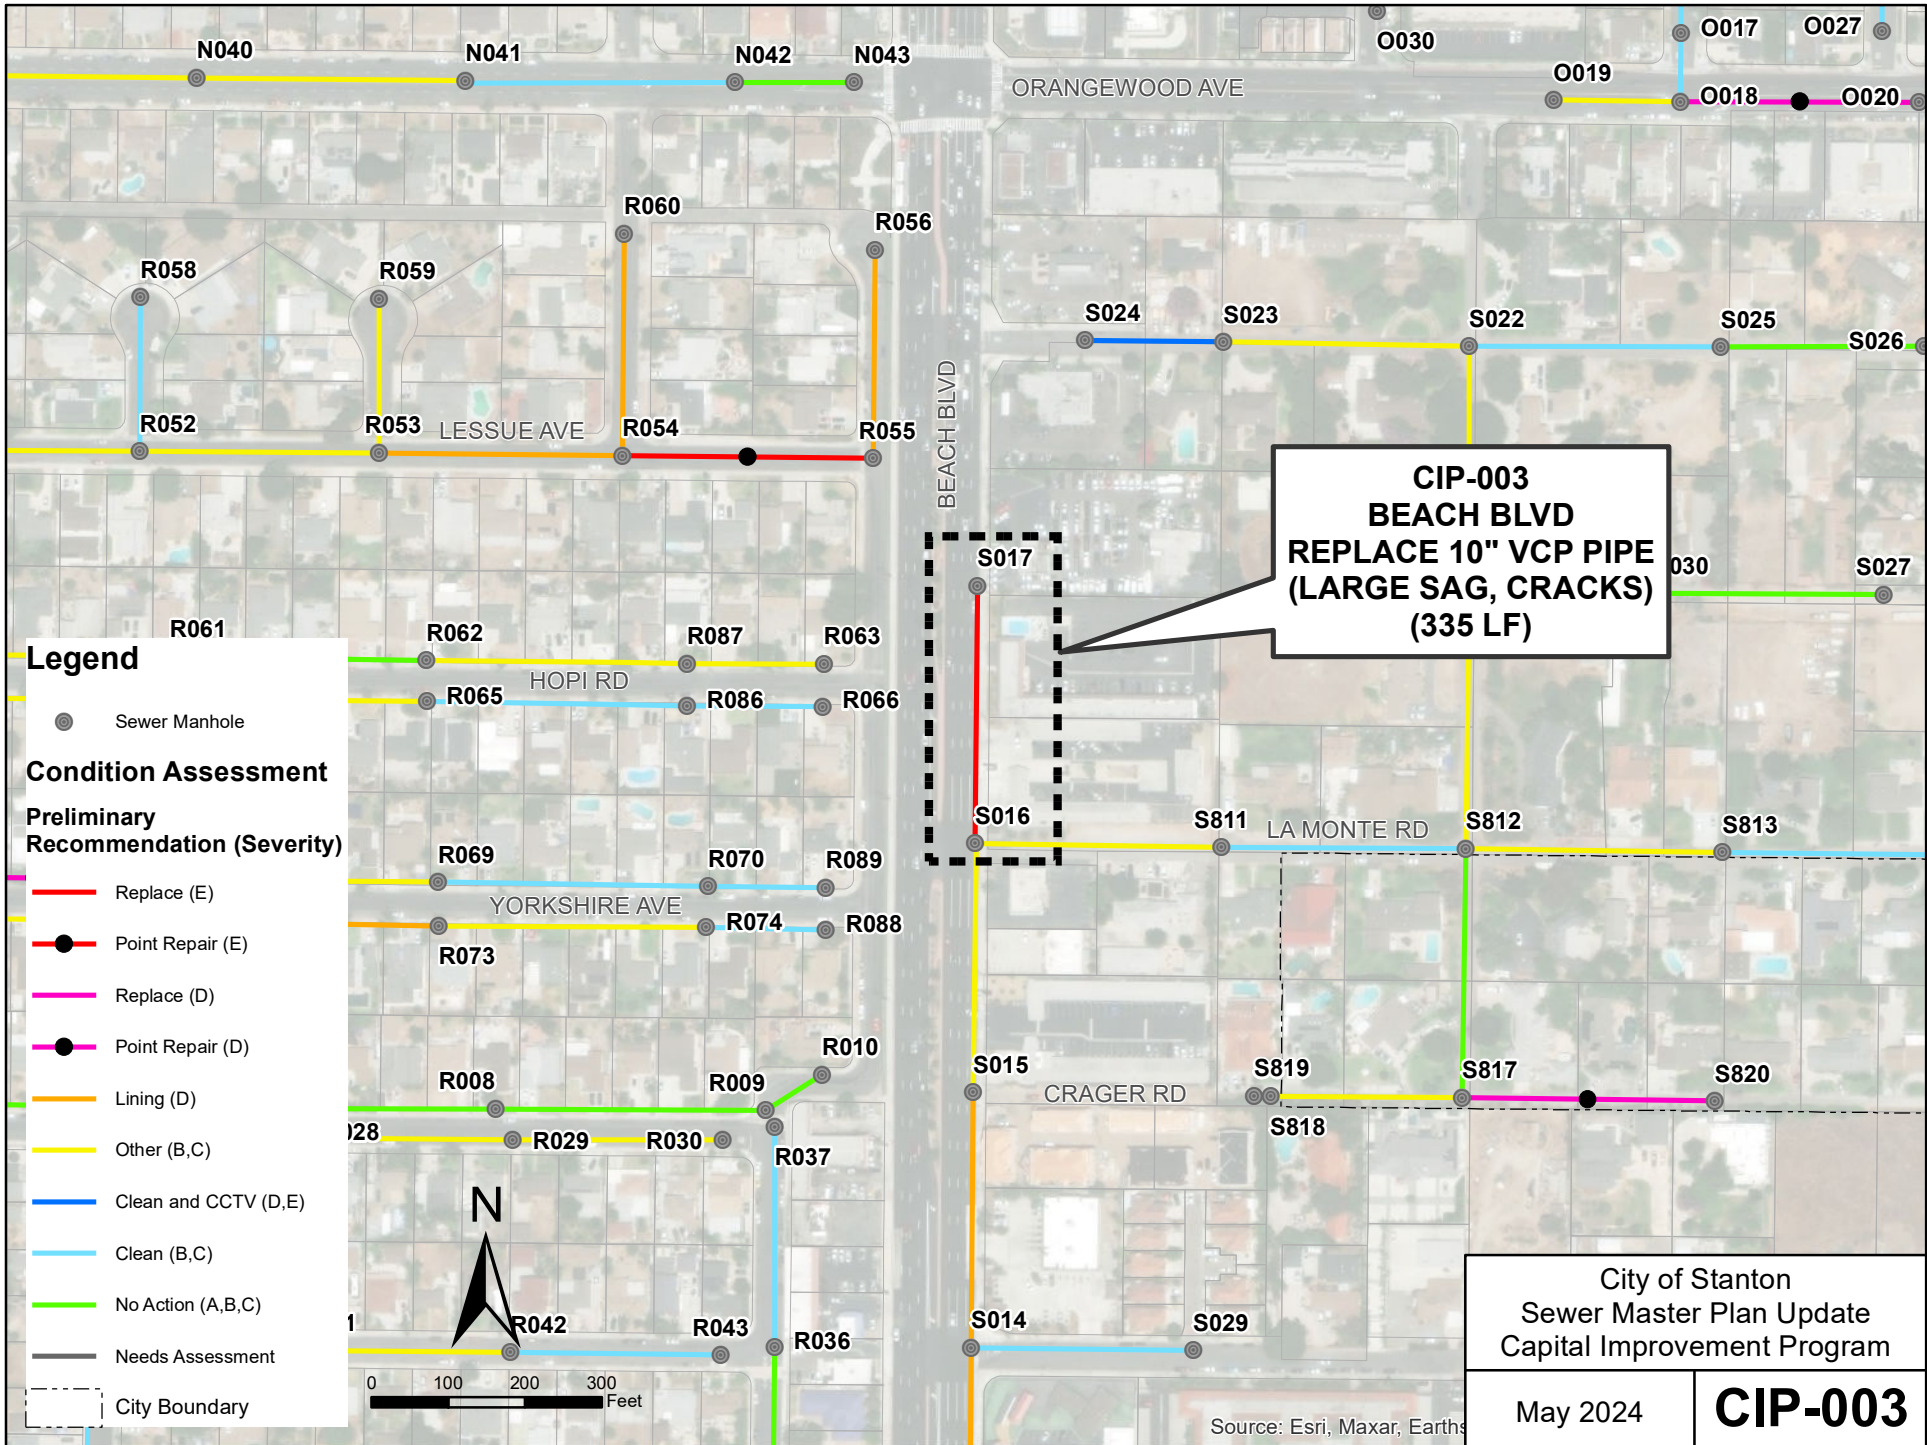 N040
N041
N042
N043
ORANGEWOOD AVE
O030
O017
O027
O019
O018
O020
R060
R056
R058
R059
S024
S023
S022
S025
S026
BEACH BLVD
R052
R053
LESSUE AVE
R054
R055
CIP-003
BEACH BLVD
REPLACE 10" VCP PIPE
(LARGE SAG, CRACKS)
(335 LF)
S017
030
S027
R061
R062
R087
R063
HOPI RD
R065
R086
R066
S016
S811
LA MONTE RD
S812
S813
R069
R070
R089
YORKSHIRE AVE
R074
R088
R073
R010
R008
R009
S015
CRAGER RD
S819
S817
S820
S818
028
R029
R030
R037
N
1
R042
R043
R036
S014
S029
Legend
Sewer Manhole
Condition Assessment
Preliminary
Recommendation (Severity)
Replace (E)
Point Repair (E)
Replace (D)
Point Repair (D)
Lining (D)
Other (B,C)
Clean and CCTV (D,E)
Clean (B,C)
No Action (A,B,C)
Needs Assessment
City Boundary
0 100 200 300
Feet
Source: Esri, Maxar, Earths
City of Stanton
Sewer Master Plan Update
Capital Improvement Program
May 2024
CIP-003